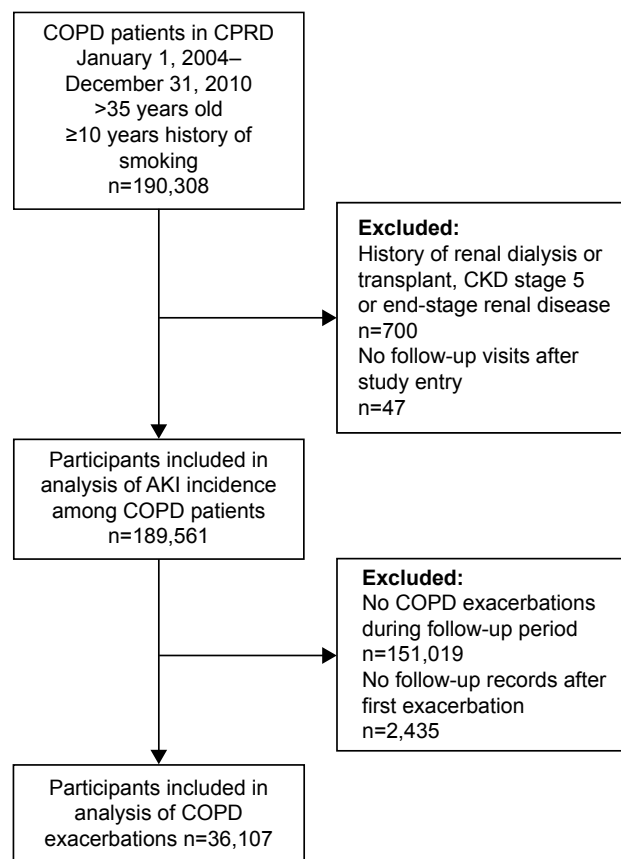 COPD patients in CPRD
January 1, 2004–
December 31, 2010
>35 years old
≥10 years history of
smoking
n=190,308
Excluded:
History of renal dialysis or
transplant, CKD stage 5
or end-stage renal disease
n=700
No follow-up visits after
study entry
n=47
Participants included in
analysis of AKI incidence
among COPD patients
n=189,561
Excluded:
No COPD exacerbations
during follow-up period
n=151,019
No follow-up records after
first exacerbation
n=2,435
Participants included in
analysis of COPD
exacerbations n=36,107